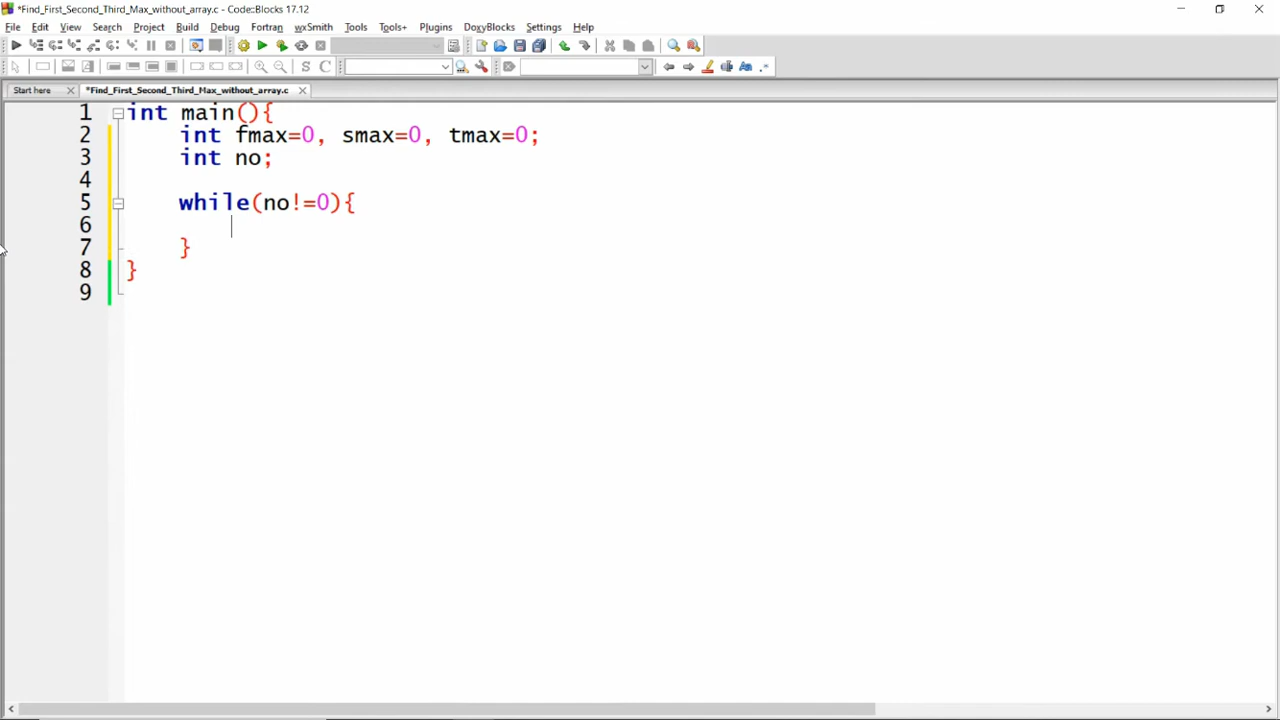 *Find_First_Second_Third_Max_without_array.c - Code::Blocks 17.12
File Edit View Search Project Build Debug Fortran wxSmith Tools Tools+ Plugins DoxyBlocks Settings Help
S C
Start here *Find_First_Second_Third_Max_without_array.c
1 int main(){
2 int fmax=0, smax=0, tmax=0;
3 int no;
4
5 while(no!=0){
6
7 }
8 }
9